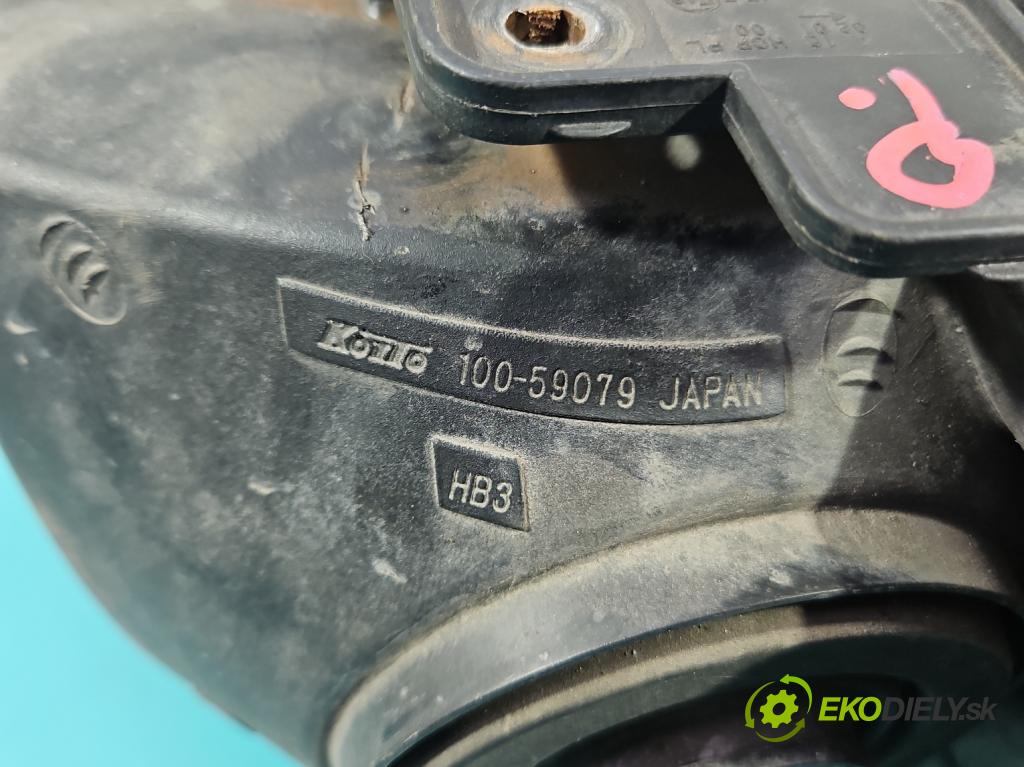 KOITO 100-59079 JAPAN
HB3
EKODIELY.sk